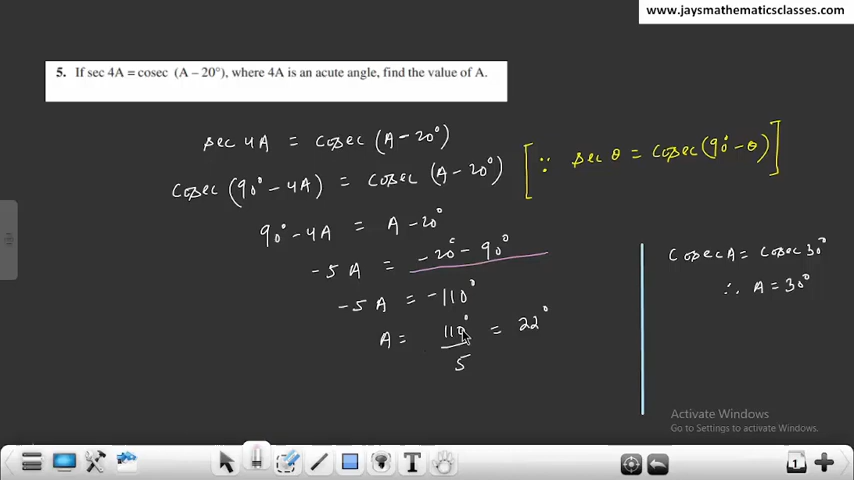 www.jaysmathematicsclasses.com
5. If sec 4A = cosec (A – 20°), where 4A is an acute angle, find the value of A.
sec 4A = cosec (A - 20°)
cosec (90° - 4A) = cosec (A - 20°) [∵ sec θ = cosec (90° - θ)]
90° - 4A = A - 20°
-5A = -20° - 90°
-5A = -110°
A = 110°/5 = 22°
cosec A = cosec 30°
∴ A = 30°
Activate Windows
Go to Settings to activate Windows.
T
1